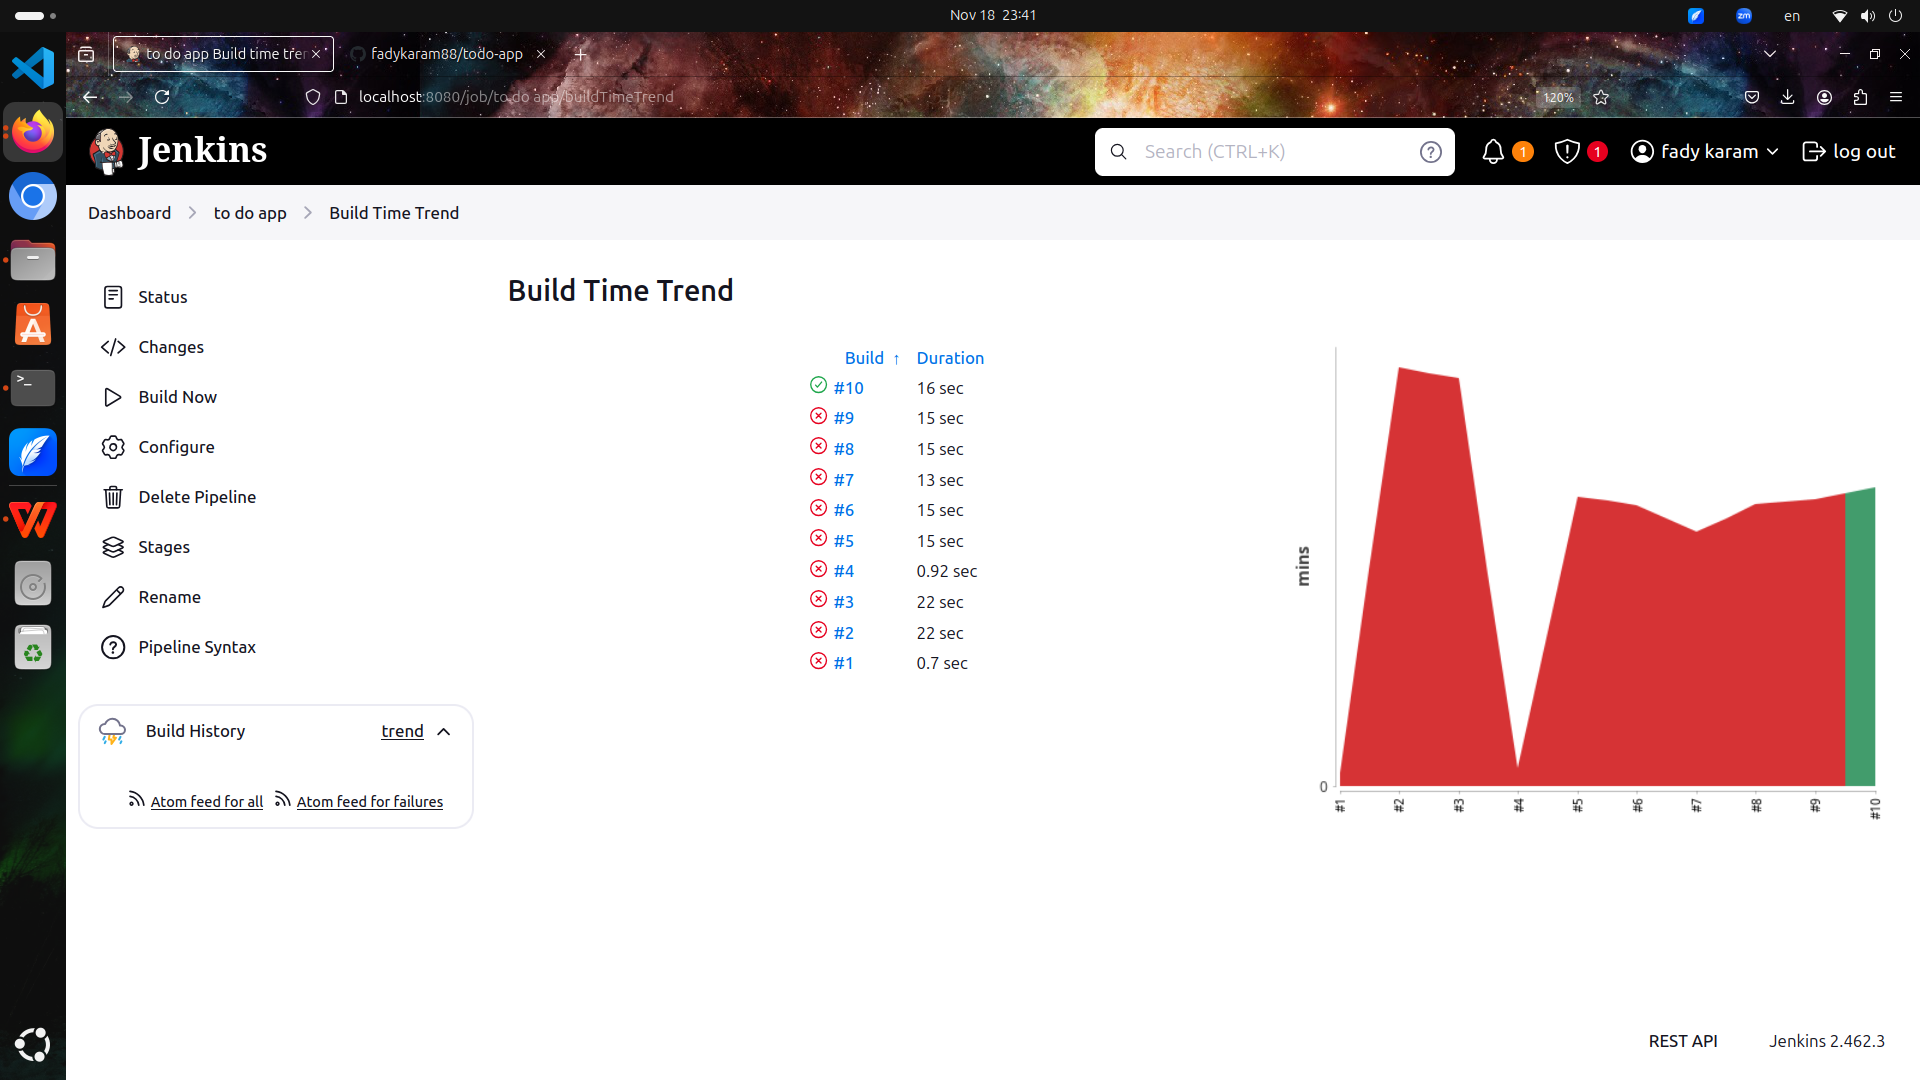 Nov 18 23:41
zm
en
to do app Build time tren
fadykaram88/todo-app
localhost:8080/job/to do app/buildTimeTrend
120%
Jenkins
Search (CTRL+K)
1
1
fady karam
log out
Dashboard
to do app
Build Time Trend
Status
Changes
Build Now
Configure
Delete Pipeline
Stages
Rename
Pipeline Syntax
Build History
trend
Atom feed for all
Atom feed for failures
Build Time Trend
Build ↑ Duration
#10 16 sec
#9 15 sec
#8 15 sec
#7 13 sec
#6 15 sec
#5 15 sec
#4 0.92 sec
#3 22 sec
#2 22 sec
#1 0.7 sec
mins
0
#1 #2 #3 #4 #5 #6 #7 #8 #9 #10
REST API
Jenkins 2.462.3